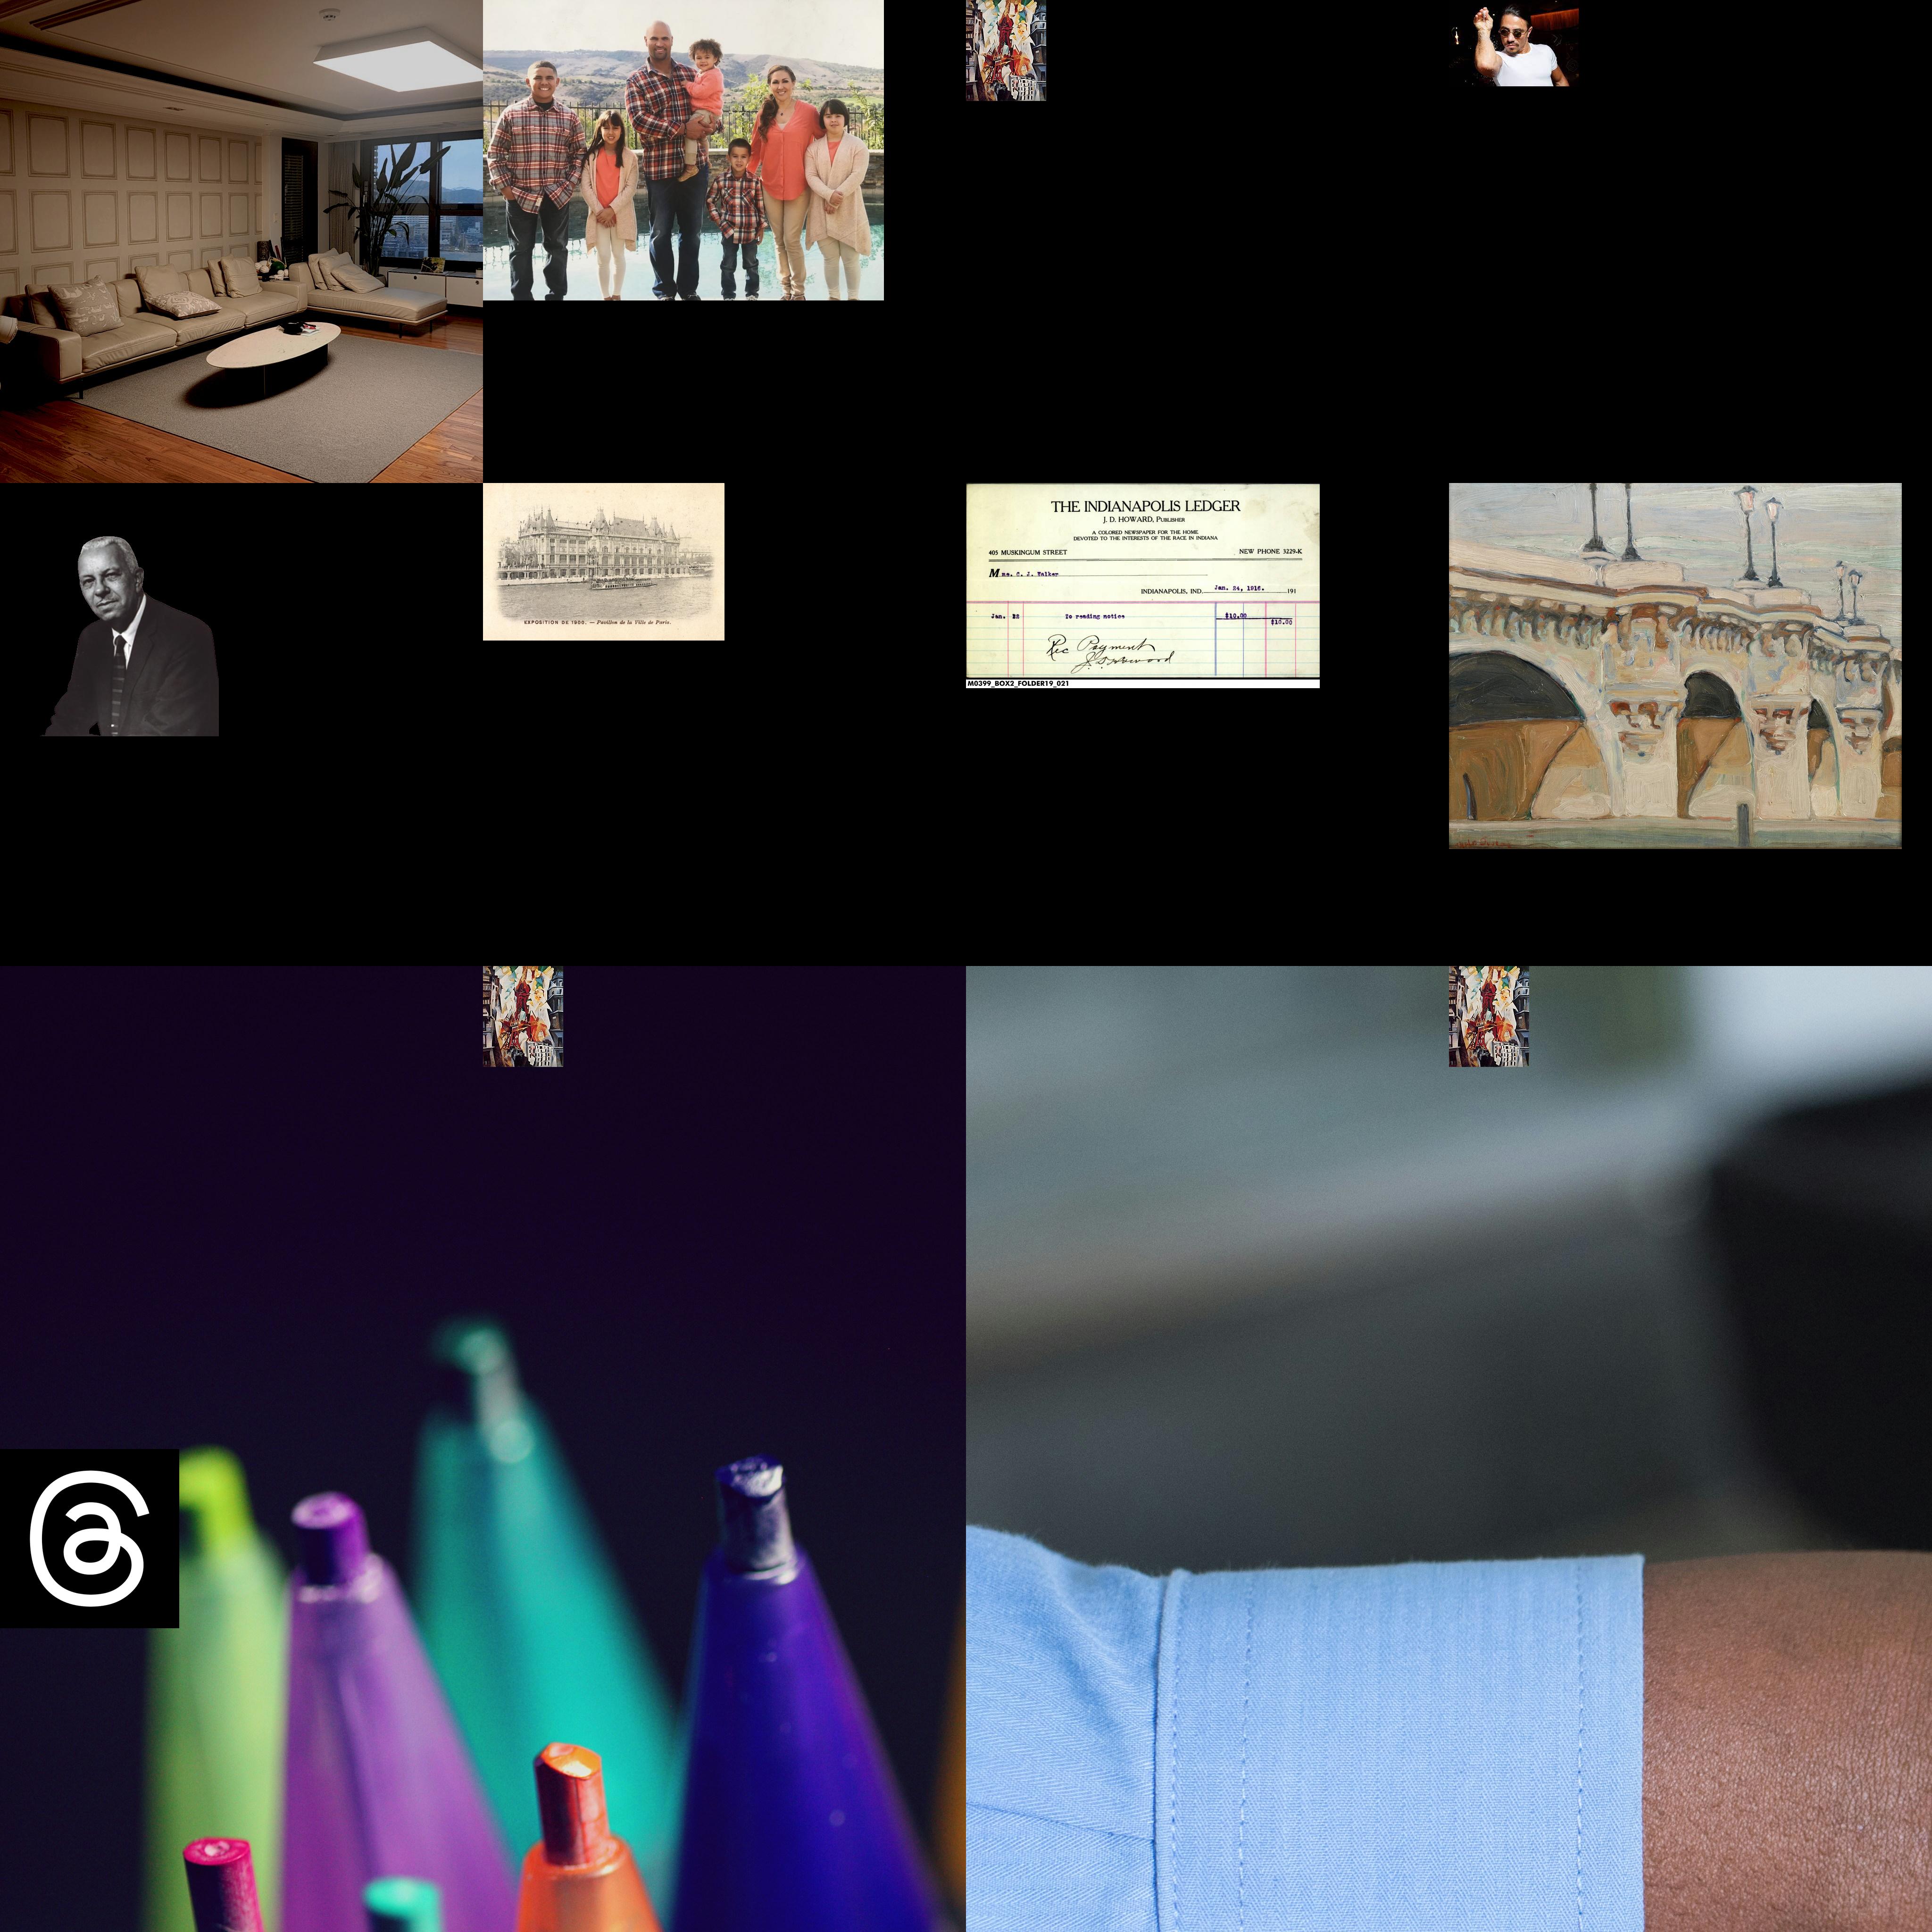 EXPOSITION DE 1900. — Pavillon de la Ville de Paris.
THE INDIANAPOLIS LEDGER
J. D. HOWARD, PUBLISHER
A COLORED NEWSPAPER FOR THE HOME
DEVOTED TO THE INTERESTS OF THE RACE IN INDIANA
405 MUSKINGUM STREET NEW PHONE 3229-K
Mme. C. J. Walker
INDIANAPOLIS, IND. Jan. 24, 1916. 191
Jan. 22 To reading notice $10.00
$10.00
Rec Payment
M0399_BOX2_FOLDER19_021